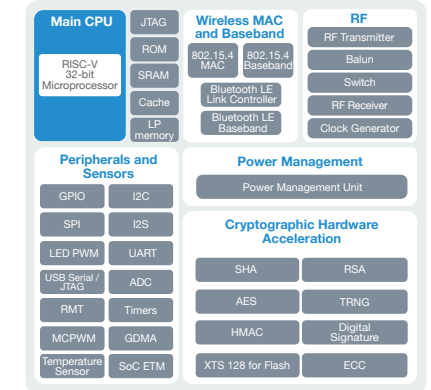 Main CPU
RISC-V
32-bit
Microprocessor
JTAG
ROM
SRAM
Cache
LP
memory
Wireless MAC
and Baseband
802.15.4
MAC
802.15.4
Baseband
Bluetooth LE
Link Controller
Bluetooth LE
Baseband
RF
RF Transmitter
Balun
Switch
RF Receiver
Clock Generator
Peripherals and
Sensors
GPIO
I2C
SPI
I2S
LED PWM
UART
USB Serial /
JTAG
ADC
RMT
Timers
MCPWM
GDMA
Temperature
Sensor
SoC ETM
Power Management
Power Management Unit
Cryptographic Hardware
Acceleration
SHA
RSA
AES
TRNG
HMAC
Digital
Signature
XTS 128 for Flash
ECC